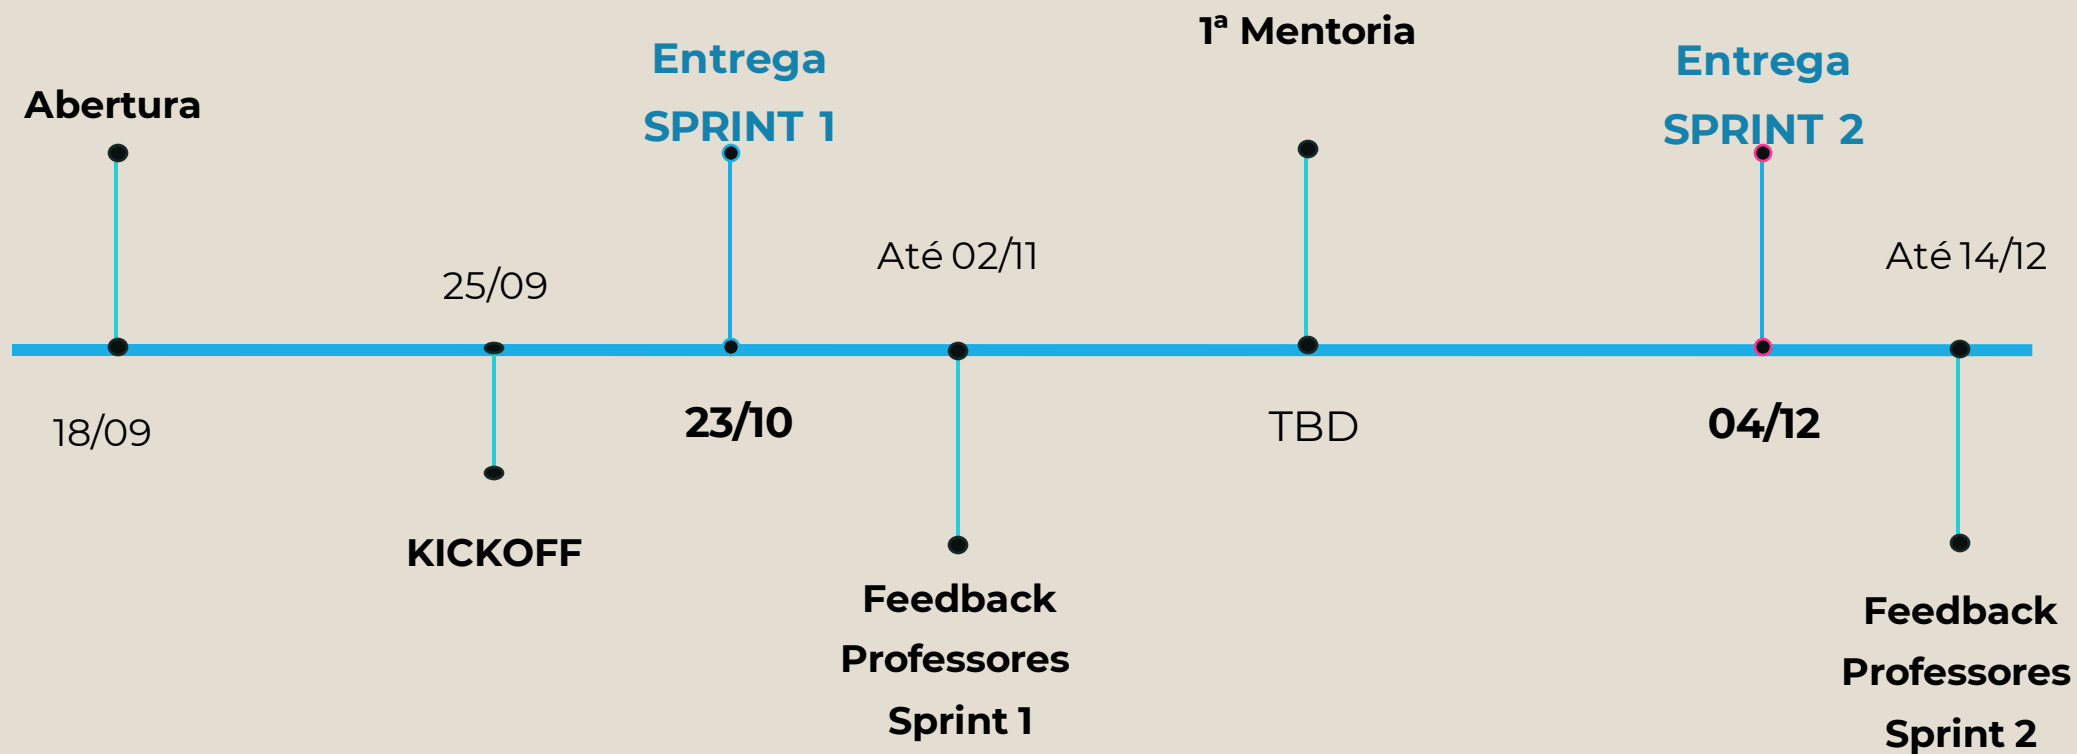 Abertura
18/09
25/09
KICKOFF
Entrega
SPRINT 1
23/10
Até 02/11
Feedback
Professores
Sprint 1
1ª Mentoria
TBD
Entrega
SPRINT 2
04/12
Até 14/12
Feedback
Professores
Sprint 2